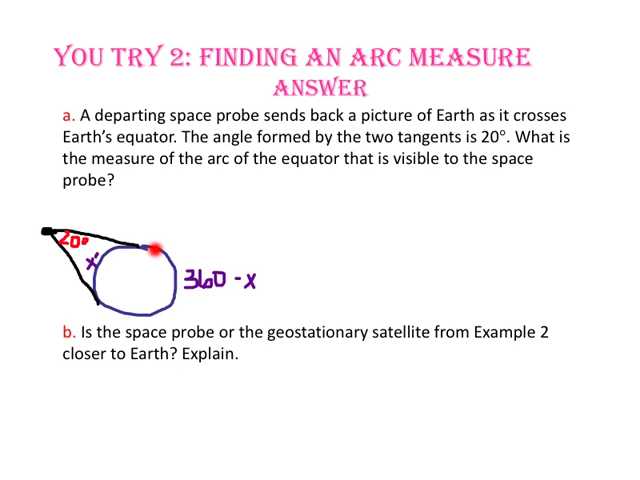 YOU TRY 2: FINDING AN ARC MEASURE
ANSWER
a. A departing space probe sends back a picture of Earth as it crosses
Earth’s equator. The angle formed by the two tangents is 20°. What is
the measure of the arc of the equator that is visible to the space
probe?
20°
x°
360 - x
b. Is the space probe or the geostationary satellite from Example 2
closer to Earth? Explain.